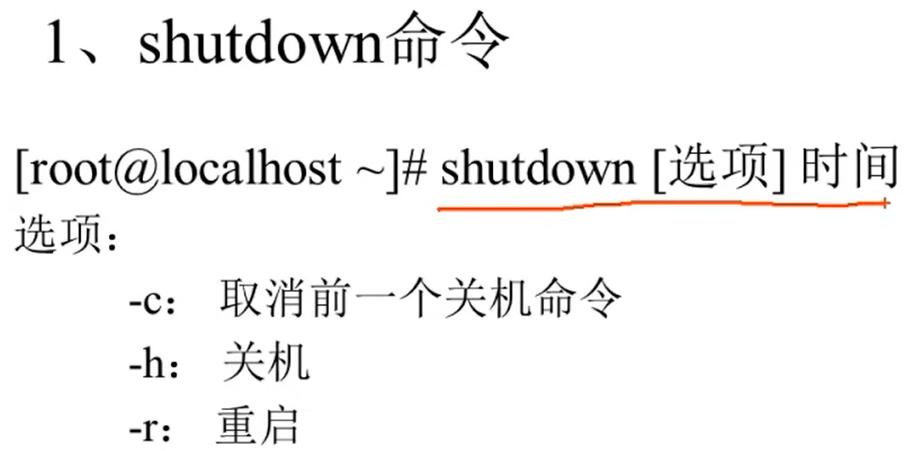 1、shutdown命令
[root@localhost ~]# shutdown [选项] 时间
选项：
-c： 取消前一个关机命令
-h： 关机
-r： 重启